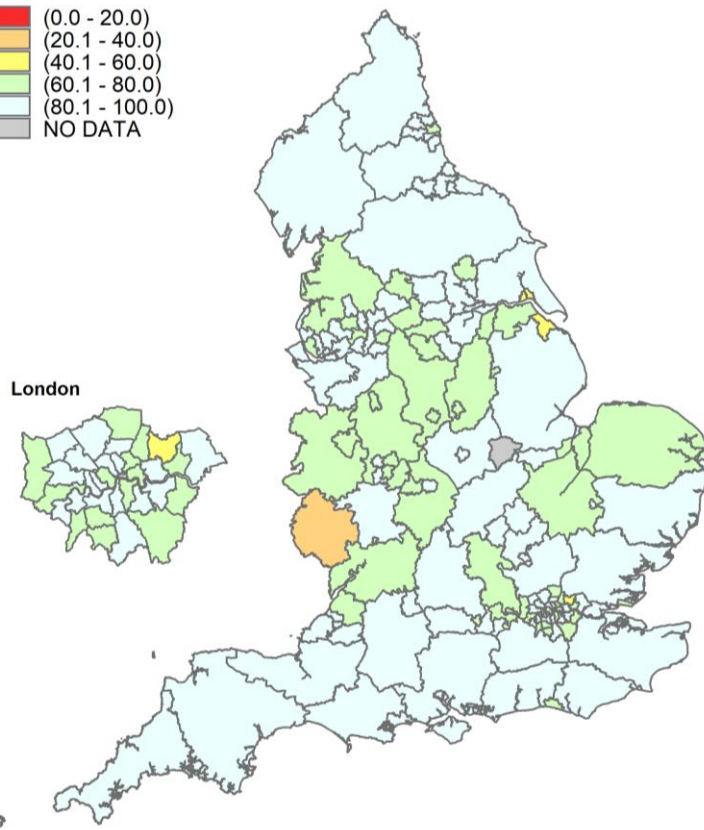 (0.0 - 20.0)
(20.1 - 40.0)
(40.1 - 60.0)
(60.1 - 80.0)
(80.1 - 100.0)
NO DATA
London